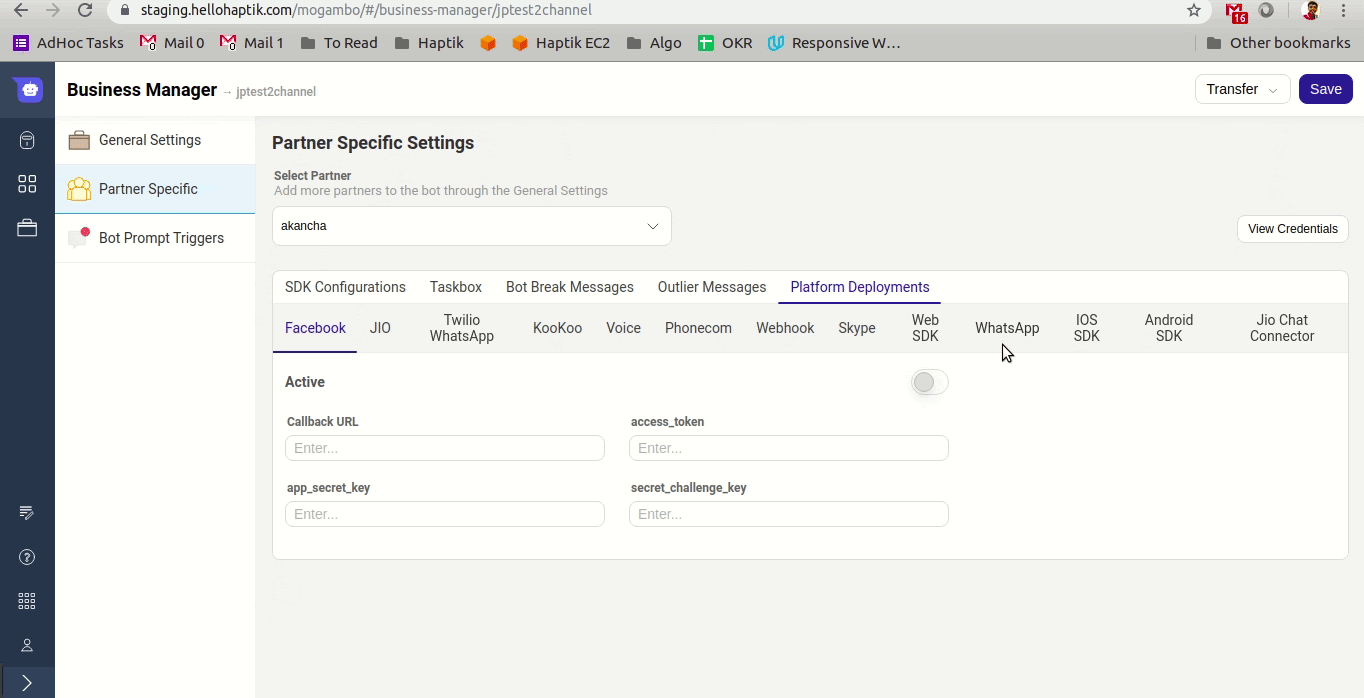 staging.hellohaptik.com/mogambo/#/business-manager/jptest2channel
16
AdHoc Tasks
0
Mail 0
0
Mail 1
To Read
Haptik
Haptik EC2
Algo
OKR
Responsive W...
Other bookmarks
Business Manager → jptest2channel
Transfer
Save
General Settings
Partner Specific
Bot Prompt Triggers
Partner Specific Settings
Select Partner
Add more partners to the bot through the General Settings
akancha
View Credentials
SDK Configurations
Taskbox
Bot Break Messages
Outlier Messages
Platform Deployments
Facebook
JIO
Twilio
WhatsApp
KooKoo
Voice
Phonecom
Webhook
Skype
Web
SDK
WhatsApp
IOS
SDK
Android
SDK
Jio Chat
Connector
Active
Callback URL
access_token
Enter...
Enter...
app_secret_key
secret_challenge_key
Enter...
Enter...